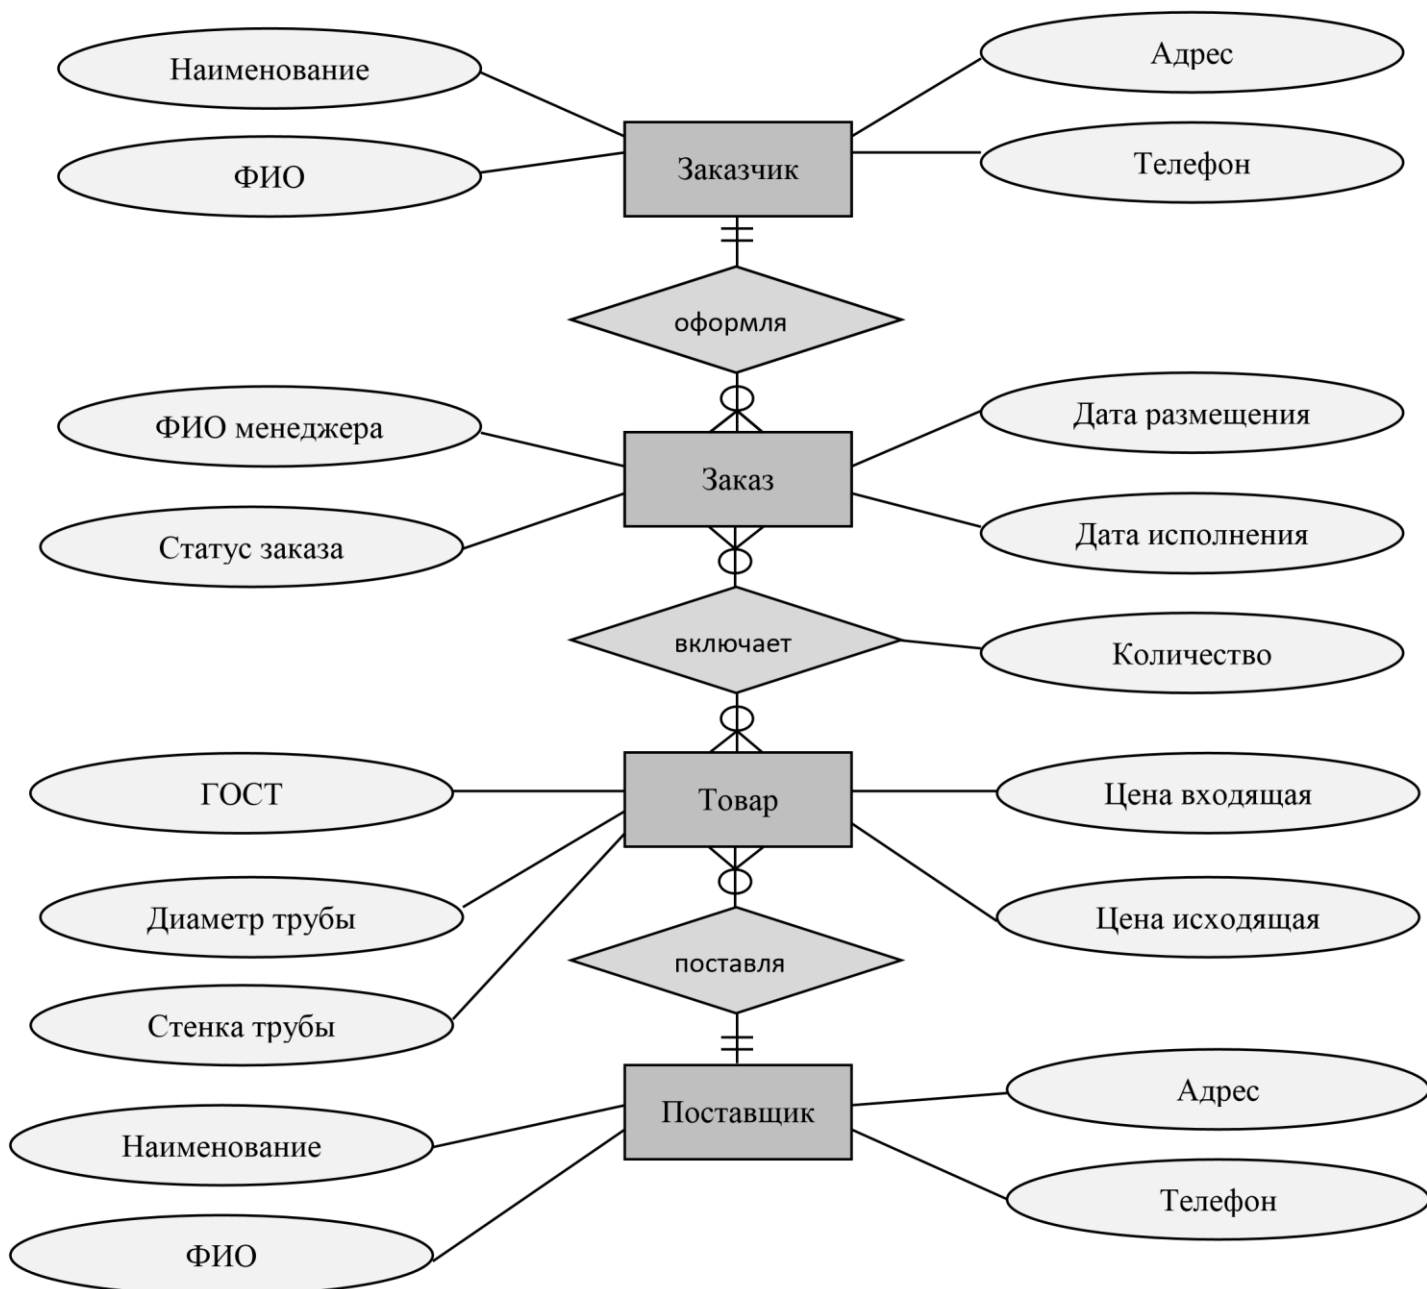 Наименование
Адрес
ФИО
Заказчик
Телефон
оформля
ФИО менеджера
Дата размещения
Заказ
Статус заказа
Дата исполнения
включает
Количество
ГОСТ
Товар
Цена входящая
Диаметр трубы
Цена исходящая
поставля
Стенка трубы
Наименование
Поставщик
Адрес
ФИО
Телефон